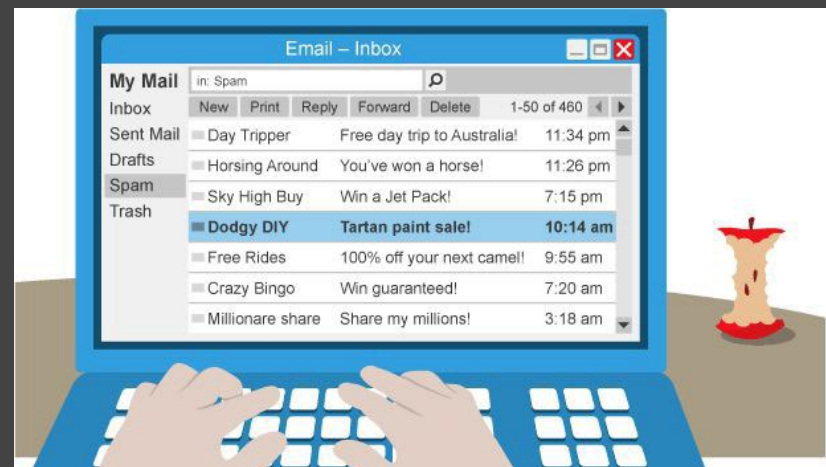 Email – Inbox
My Mail
in: Spam
Inbox
New Print Reply Forward Delete 1-50 of 460
Sent Mail
Day Tripper Free day trip to Australia! 11:34 pm
Drafts
Horsing Around You've won a horse! 11:26 pm
Spam
Sky High Buy Win a Jet Pack! 7:15 pm
Trash
Dodgy DIY Tartan paint sale! 10:14 am
Free Rides 100% off your next camel! 9:55 am
Crazy Bingo Win guaranteed! 7:20 am
Millionare share Share my millions! 3:18 am